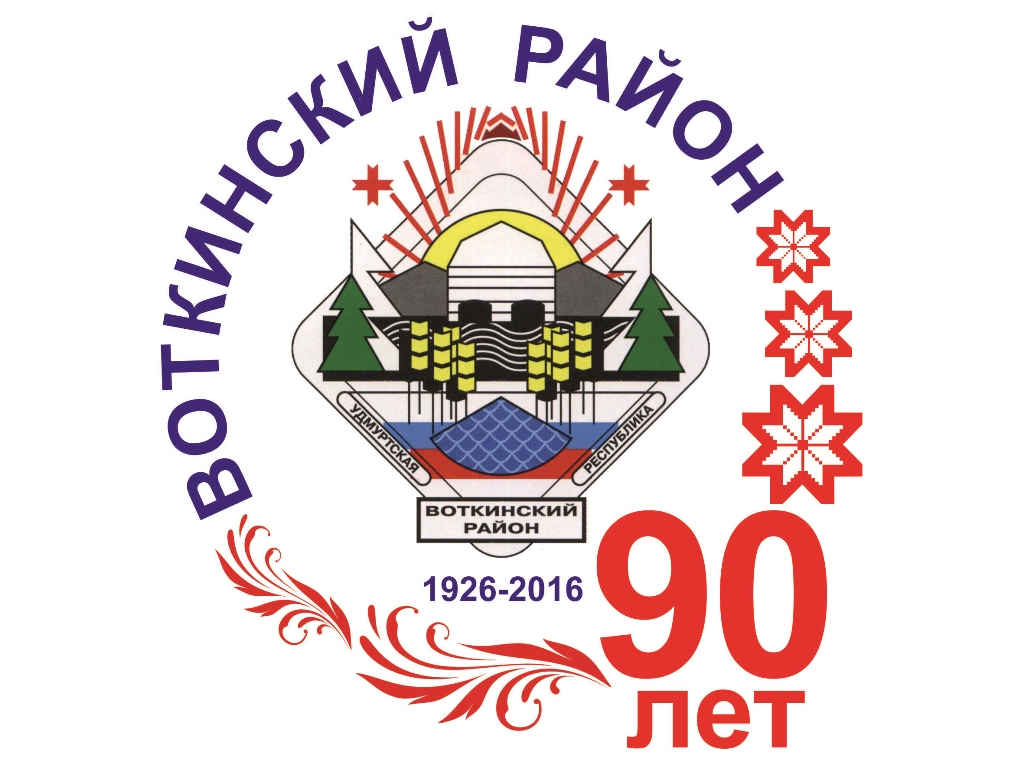 ВОТКИНСКИЙ РАЙОН
УДМУРТСКАЯ
РЕСПУБЛИКА
ВОТКИНСКИЙ
РАЙОН
1926-2016
90
лет